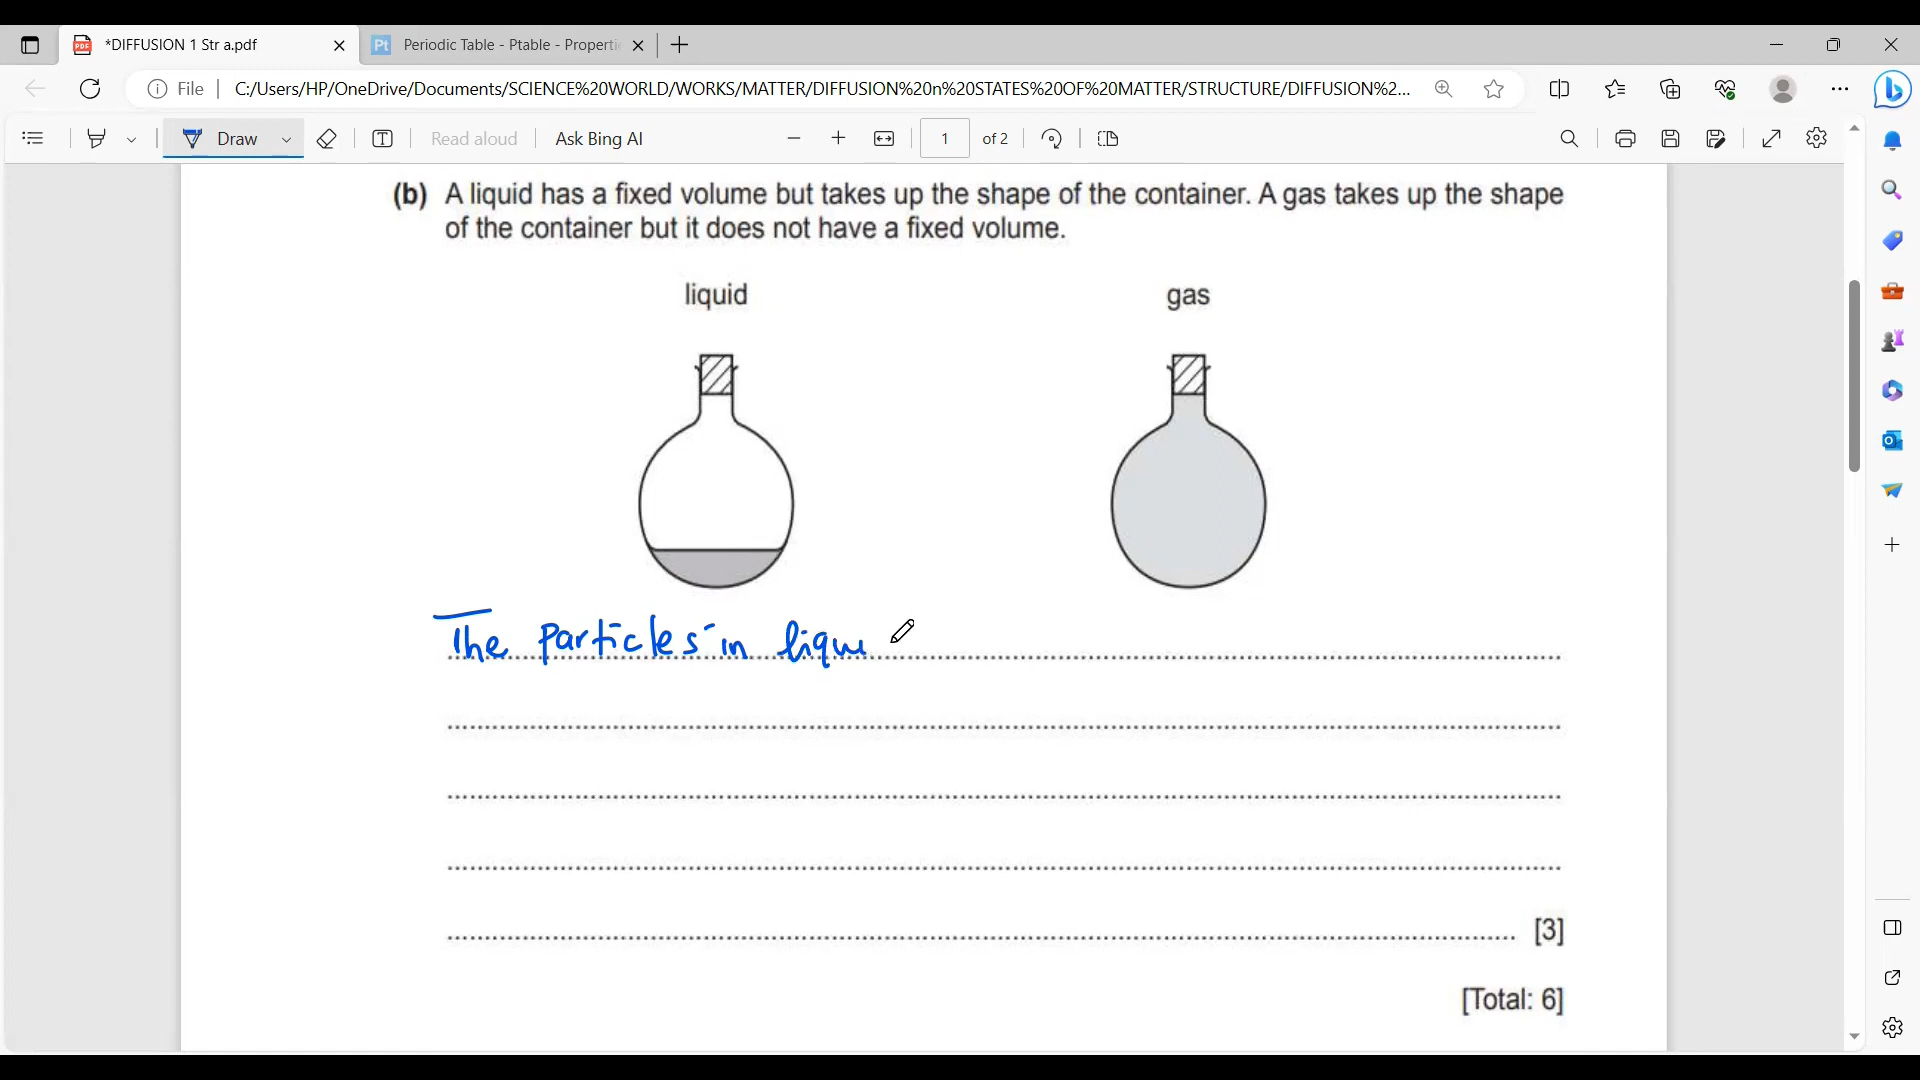 *DIFFUSION 1 Str a.pdf
Pt Periodic Table - Ptable - Properti
File C:/Users/HP/OneDrive/Documents/SCIENCE%20WORLD/WORKS/MATTER/DIFFUSION%20n%20STATES%20OF%20MATTER/STRUCTURE/DIFFUSION%2...
Draw Read aloud Ask Bing AI 1 of 2
(b) A liquid has a fixed volume but takes up the shape of the container. A gas takes up the shape
of the container but it does not have a fixed volume.
liquid gas
The particles in liqui
[3]
[Total: 6]